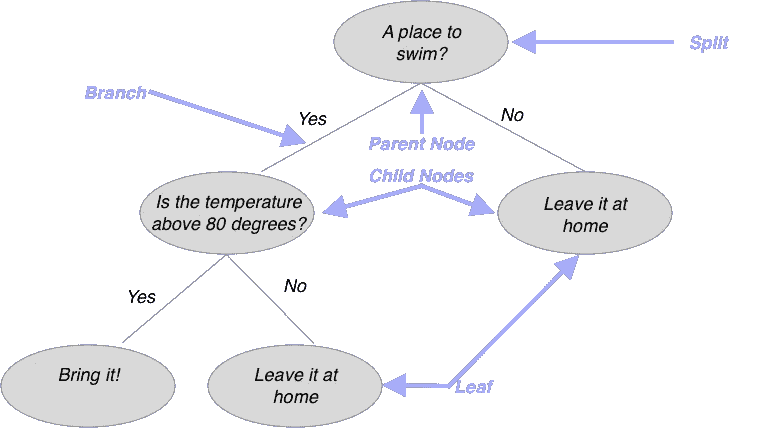 A place to
swim?
Split
Branch
Yes
No
Parent Node
Child Nodes
Is the temperature
above 80 degrees?
Leave it at
home
Yes
No
Bring it!
Leave it at
home
Leaf